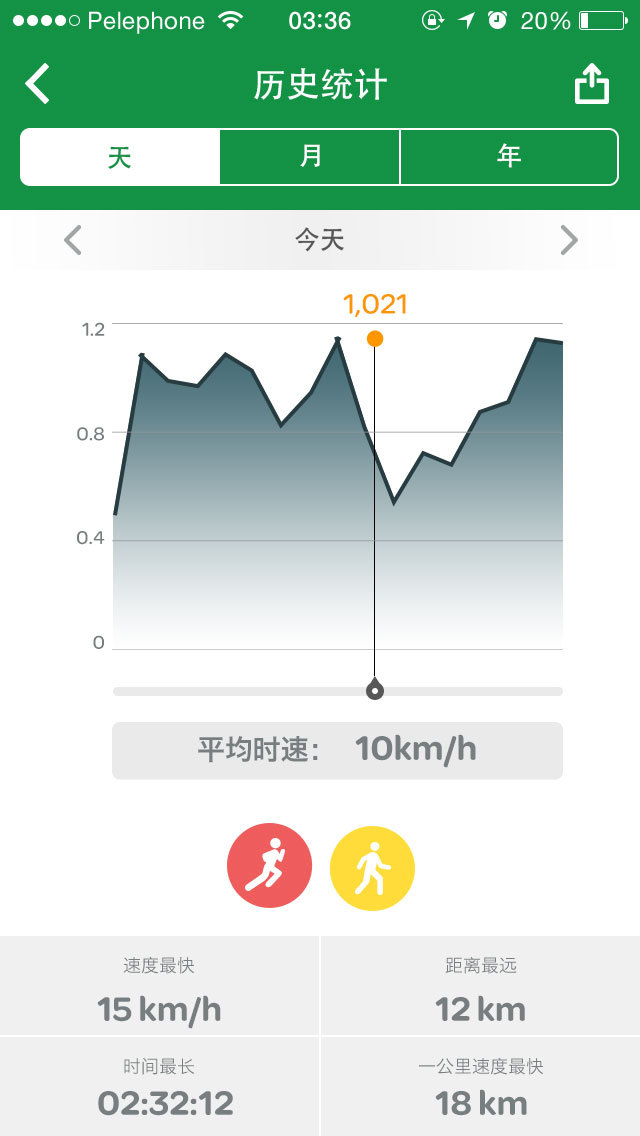 Pelephone 03:36 20%
历史统计
天 月 年
今天
1,021
1.2
0.8
0.4
0
平均时速： 10km/h
速度最快 距离最远
15 km/h 12 km
时间最长 一公里速度最快
02:32:12 18 km